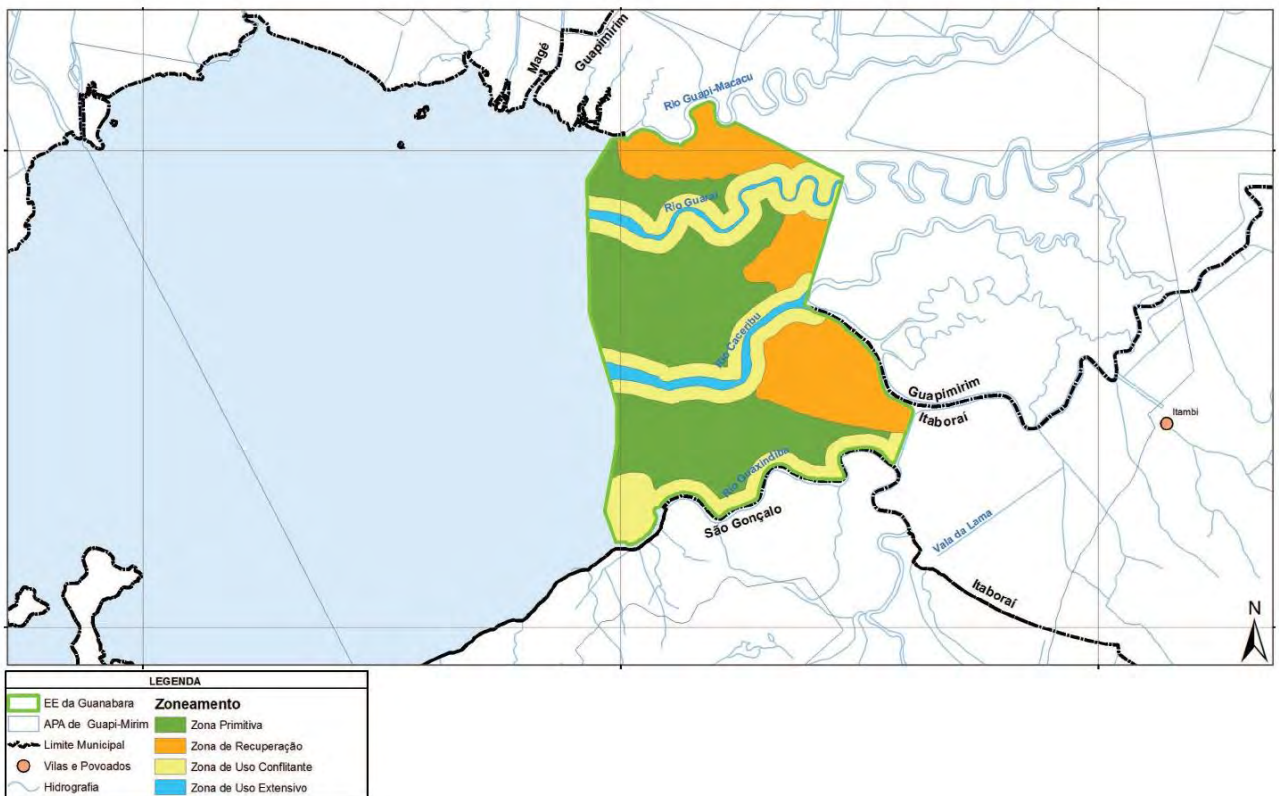 Magé
Guapimirim
Rio Guapi-Macacu
Rio Guaraí
Rio Caceribu
Guapimirim
Itaboraí
Itambi
Rio Guaxindiba
São Gonçalo
Vala da Lama
Itaboraí
N
LEGENDA
EE da Guanabara
APA de Guapi-Mirim
Limite Municipal
Vilas e Povoados
Hidrografia
Zoneamento
Zona Primitiva
Zona de Recuperação
Zona de Uso Conflitante
Zona de Uso Extensivo